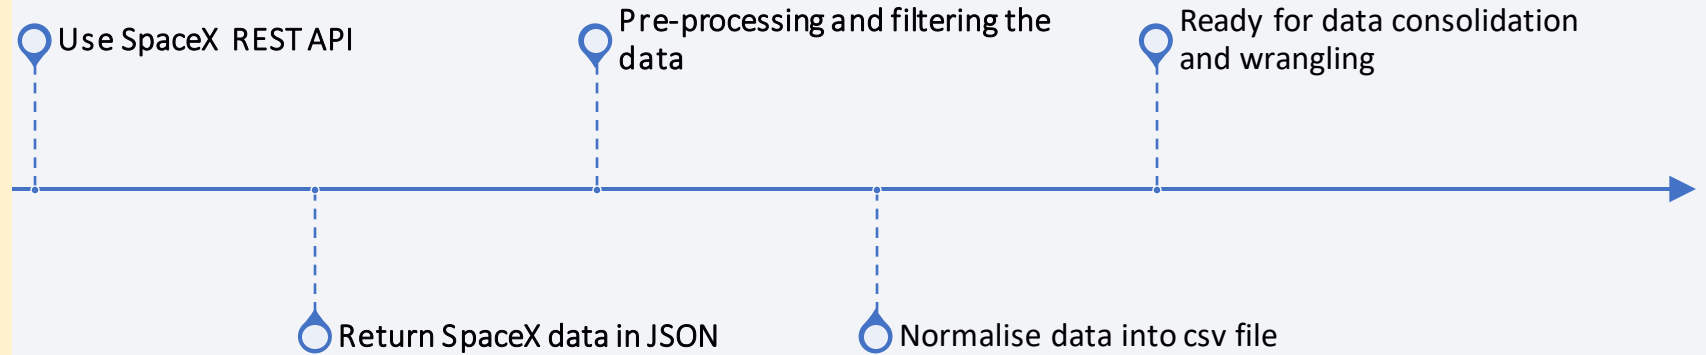 Use SpaceX REST API
Pre-processing and filtering the
data
Ready for data consolidation
and wrangling
Return SpaceX data in JSON
Normalise data into csv file